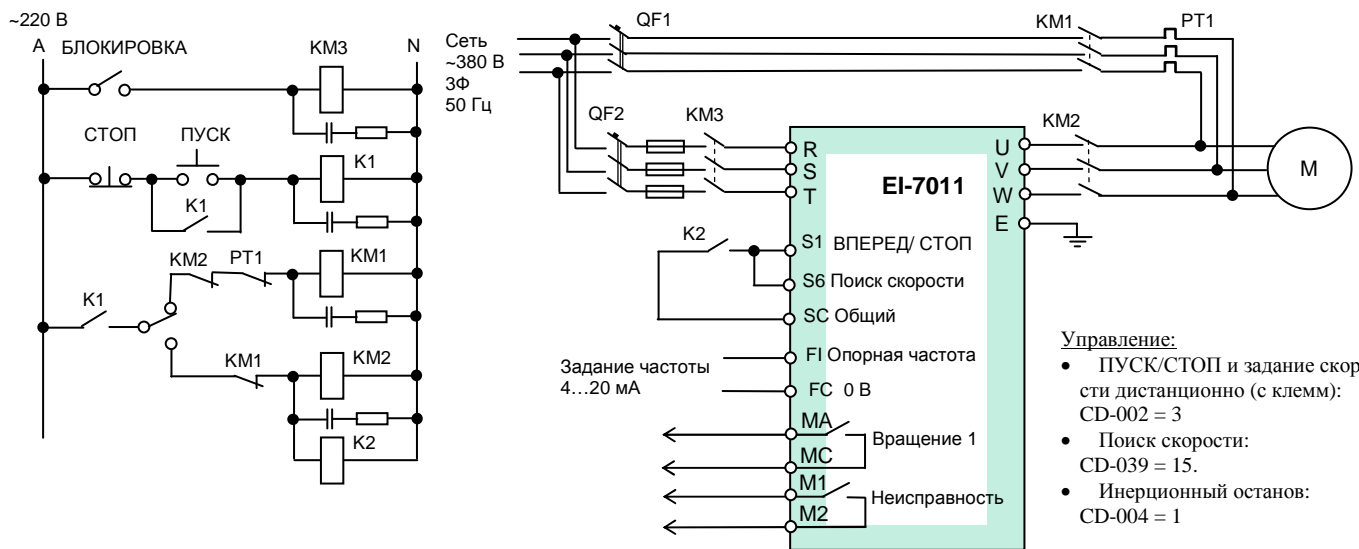 ~220 В
А
БЛОКИРОВКА
KM3
N
СТОП
ПУСК
K1
K1
KM2
PT1
KM1
K1
KM1
KM2
K2
Сеть
~380 В
3Ф
50 Гц
QF1
KM1
PT1
QF2
KM3
KM2
R
S
T
EI-7011
U
V
W
E
M
K2
S1 ВПЕРЕД/ СТОП
S6 Поиск скорости
SC Общий
Задание частоты
4…20 мА
FI Опорная частота
FC 0 В
MA
Вращение 1
MC
M1
Неисправность
M2
Управление:
• ПУСК/СТОП и задание скор
сти дистанционно (с клемм):
CD-002 = 3
• Поиск скорости:
CD-039 = 15.
• Инерционный останов:
CD-004 = 1